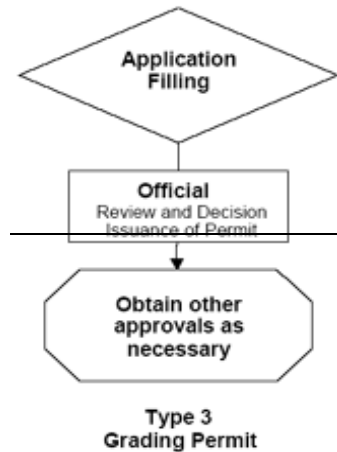 Application
Filling
Official
Review and Decision
Issuance of Permit
Obtain other
approvals as
necessary
Type 3
Grading Permit